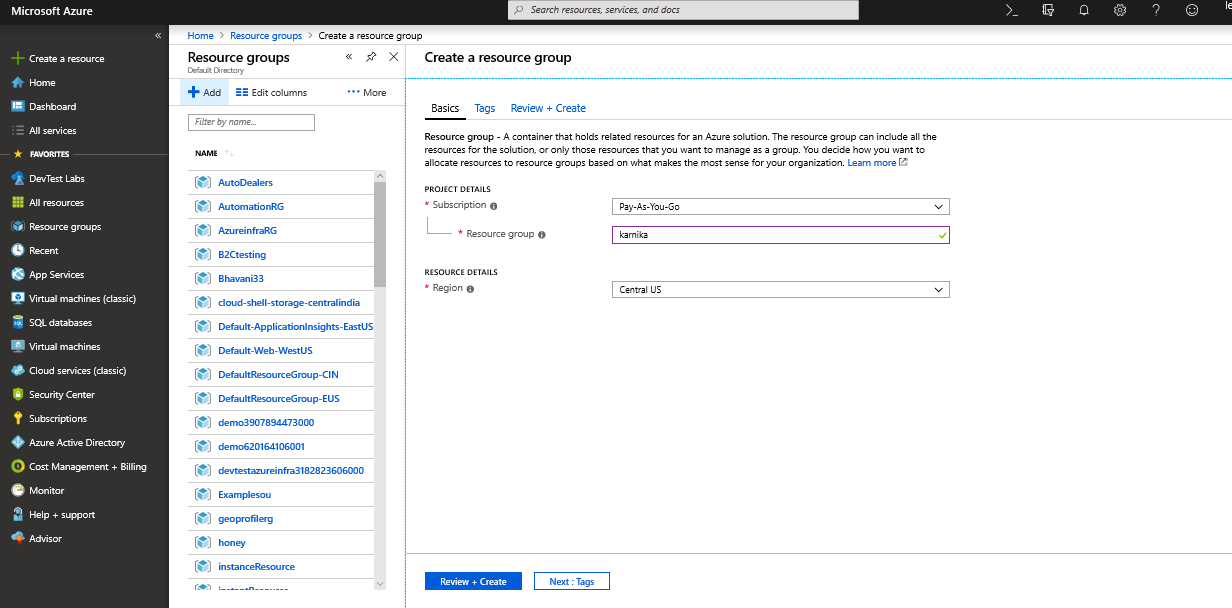 Microsoft Azure
Search resources, services, and docs
Create a resource
Home
Dashboard
All services
FAVORITES
DevTest Labs
All resources
Resource groups
Recent
App Services
Virtual machines (classic)
SQL databases
Virtual machines
Cloud services (classic)
Security Center
Subscriptions
Azure Active Directory
Cost Management + Billing
Monitor
Help + support
Advisor
Home > Resource groups > Create a resource group
Resource groups
Default Directory
Add Edit columns More
Filter by name...
NAME
AutoDealers
AutomationRG
AzureinfraRG
B2Ctesting
Bhavani33
cloud-shell-storage-centralindia
Default-ApplicationInsights-EastUS
Default-Web-WestUS
DefaultResourceGroup-CIN
DefaultResourceGroup-EUS
demo3907894473000
demo620164106001
devtestazureinfra3182823606000
Examplesou
geoprofilerg
honey
instanceResource
Create a resource group
Basics Tags Review + Create
Resource group - A container that holds related resources for an Azure solution. The resource group can include all the
resources for the solution, or only those resources that you want to manage as a group. You decide how you want to
allocate resources to resource groups based on what makes the most sense for your organization. Learn more
PROJECT DETAILS
* Subscription Pay-As-You-Go
* Resource group karnika
RESOURCE DETAILS
* Region Central US
Review + Create Next : Tags